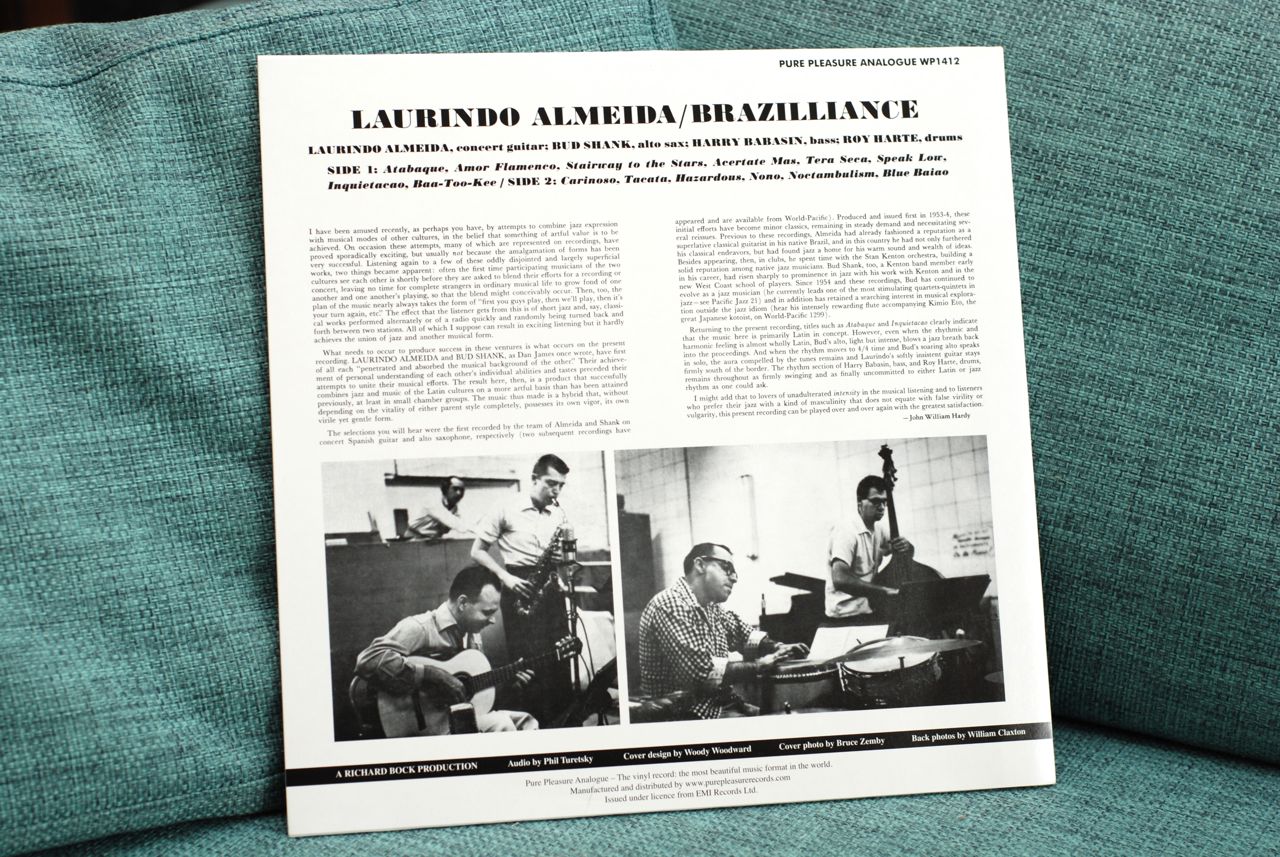 PURE PLEASURE ANALOGUE WP1412
LAURINDO ALMEIDA/BRAZILLIANCE
LAURINDO ALMEIDA, concert guitar; BUD SHANK, alto sax; HARRY BABASIN, bass; ROY HARTE, drums
SIDE 1: Atabaque, Amor Flamenco, Stairway to the Stars, Acertate Mas, Tera Seca, Speak Low,
Inquietacao, Baa-Too-Kee / SIDE 2: Carinoso, Tacata, Hazardous, Nono, Noctambulism, Blue Baiao
I have been amused recently, as perhaps you have, by attempts to combine jazz expression
with musical modes of other cultures, in the belief that something of artful value is to be
achieved. On occasion these attempts, many of which are represented on recordings, have
proved sporadically exciting, but usually not because the amalgamation of forms has been
very successful. Listening again to a few of these oddly disjointed and largely superficial
works, two things became apparent: often the first time participating musicians of the two
cultures see each other is shortly before they are asked to blend their efforts for a recording or
concert, leaving no time for complete strangers in ordinary musical life to grow fond of one
another and one another's playing, so that the blend might conceivably occur. Then, too, the
plan of the music nearly always takes the form of "first you guys play, then we'll play, then it's
your turn again, etc." The effect that the listener gets from this is of short jazz and, say, classi-
cal works performed alternately or of a radio quickly and randomly being turned back and
forth between two stations. All of which I suppose can result in exciting listening but it hardly
achieves the union of jazz and another musical form.
What needs to occur to produce success in these ventures is what occurs on the present
recording. LAURINDO ALMEIDA and BUD SHANK, as Dan James once wrote, have first
of all each "penetrated and absorbed the musical background of the other." Their achieve-
ment of personal understanding of each other's individual abilities and tastes preceded their
attempts to unite their musical efforts. The result here, then, is a product that successfully
combines jazz and music of the Latin cultures on a more artful basis than has been attained
previously, at least in small chamber groups. The music thus made is a hybrid that, without
depending on the vitality of either parent style completely, possesses its own vigor, its own
virile yet gentle form.
The selections you will hear were the first recorded by the team of Almeida and Shank on
concert Spanish guitar and alto saxophone, respectively (two subsequent recordings have
appeared and are available from World-Pacific). Produced and issued first in 1953-4, these
initial efforts have become minor classics, remaining in steady demand and necessitating sev-
eral reissues. Previous to these recordings, Almeida had already fashioned a reputation as a
superlative classical guitarist in his native Brazil, and in this country he had not only furthered
his classical endeavors, but had found jazz a home for his warm sound and wealth of ideas.
Besides appearing, then, in clubs, he spent time with the Stan Kenton orchestra, building a
solid reputation among native jazz musicians. Bud Shank, too, a Kenton band member early
in his career, had risen sharply to prominence in jazz with his work with Kenton and in the
new West Coast school of players. Since 1954 and these recordings, Bud has continued to
evolve as a jazz musician (he currently leads one of the most stimulating quartets-quintets in
jazz—see Pacific Jazz 21) and in addition has retained a searching interest in musical explora-
tion outside the jazz idiom (hear his intensely rewarding flute accompanying Kimio Eto, the
great Japanese kotoist, on World-Pacific 1299).
Returning to the present recording, titles such as Atabaque and Inquietacao clearly indicate
that the music here is primarily Latin in concept. However, even when the rhythmic and
harmonic feeling is almost wholly Latin, Bud's alto, light but intense, blows a jazz breath back
into the proceedings. And when the rhythm moves to 4/4 time and Bud's soaring alto speaks
in solo, the aura compelled by the tunes remains and Laurindo's softly insistent guitar stays
firmly south of the border. The rhythm section of Harry Babasin, bass, and Roy Harte, drums,
remains throughout as firmly swinging and as finally uncommitted to either Latin or jazz
rhythm as one could ask.
I might add that to lovers of unadulterated intensity in the musical listening and to listeners
who prefer their jazz with a kind of masculinity that does not equate with false virility or
vulgarity, this present recording can be played over and over again with the greatest satisfaction.
—John William Hardy
A RICHARD BOCK PRODUCTION Audio by Phil Turetsky Cover design by Woody Woodward Cover photo by Bruce Zemby Back photos by William Claxton
Pure Pleasure Analogue – The vinyl record: the most beautiful music format in the world.
Manufactured and distributed by www.purepleasurerecords.com
Issued under licence from EMI Records Ltd.